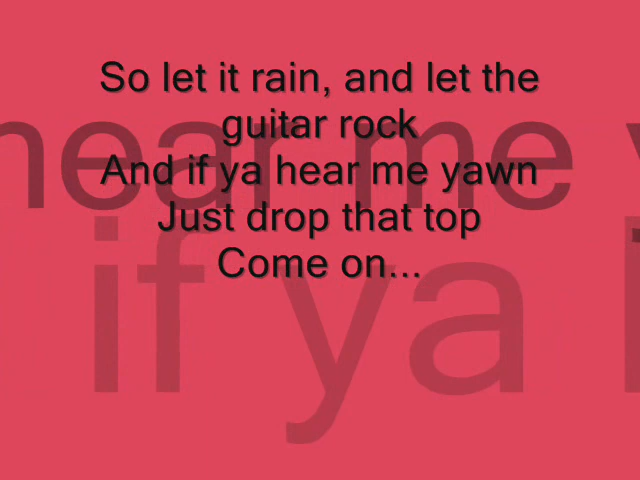 So let it rain, and let the
guitar rock
And if ya hear me yawn
Just drop that top
Come on...
hear me y
if ya